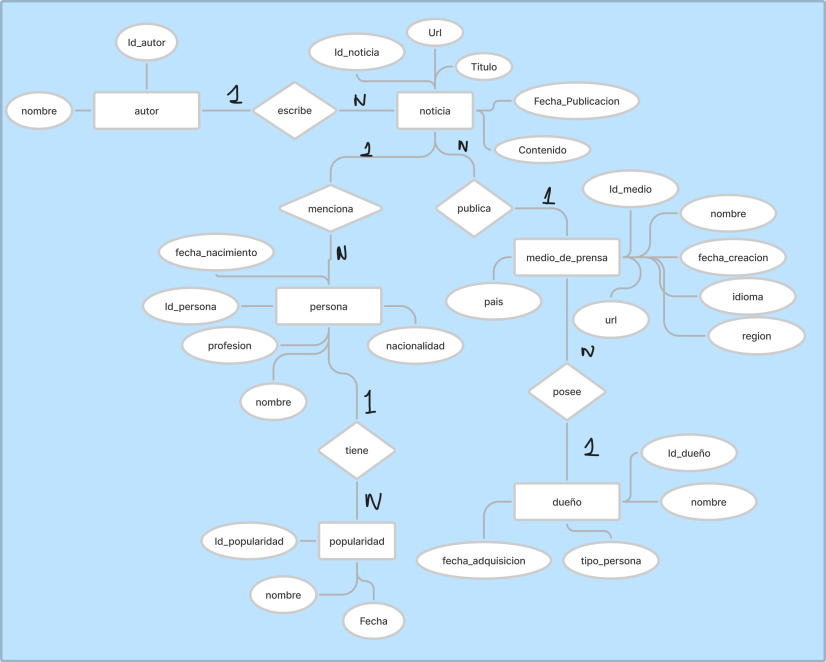 Url
Id_autor
Id_noticia
Titulo
nombre
autor
1
escribe
N
noticia
Fecha_Publicacion
Contenido
1
N
menciona
publica
1
Id_medio
nombre
N
fecha_nacimiento
medio_de_prensa
fecha_creacion
Id_persona
persona
pais
idioma
url
region
profesion
nacionalidad
N
nombre
posee
1
tiene
1
Id_dueño
N
dueño
nombre
Id_popularidad
popularidad
fecha_adquisicion
tipo_persona
nombre
Fecha